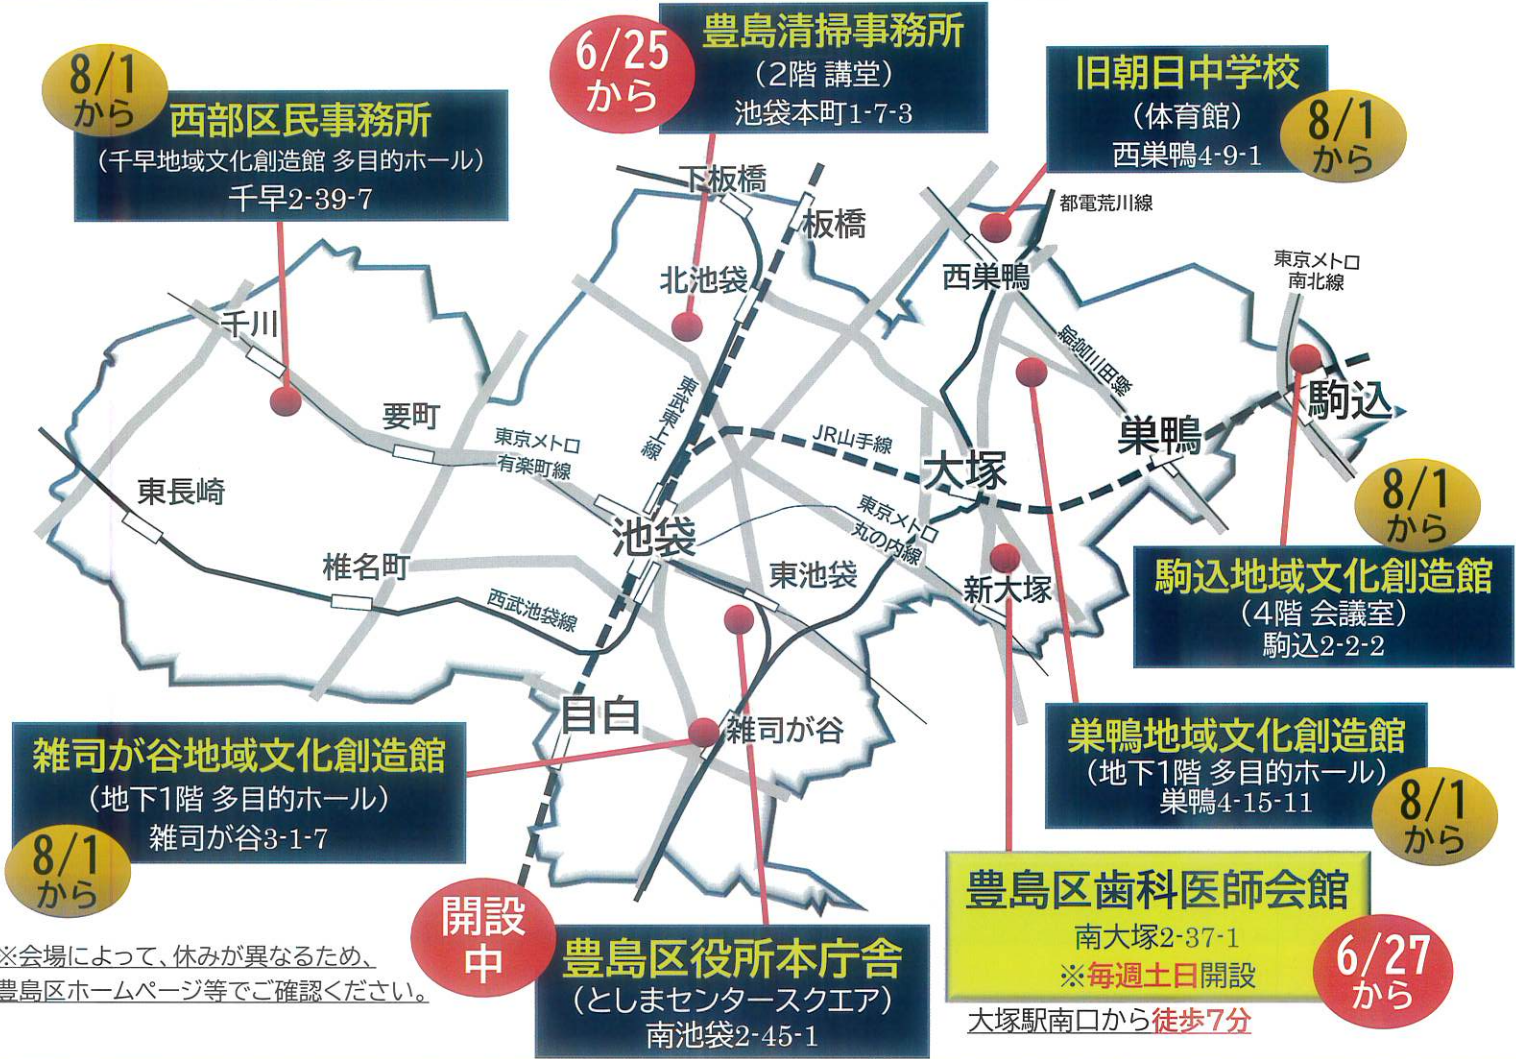 6/25
から
豊島清掃事務所
(2階 講堂)
池袋本町1-7-3
8/1
から
西部区民事務所
(千早地域文化創造館 多目的ホール)
千早2-39-7
旧朝日中学校
(体育館)
西巣鴨4-9-1
8/1
から
下板橋
板橋
都電荒川線
北池袋
西巣鴨
東京メトロ
南北線
千川
都営三田線
駒込
要町
東武東上線
東京メトロ
有楽町線
JR山手線
巣鴨
大塚
東長崎
池袋
東京メトロ
丸の内線
8/1
から
椎名町
東池袋
新大塚
西武池袋線
駒込地域文化創造館
(4階 会議室)
駒込2-2-2
目白
雑司が谷
雑司が谷地域文化創造館
(地下1階 多目的ホール)
雑司が谷3-1-7
8/1
から
巣鴨地域文化創造館
(地下1階 多目的ホール)
巣鴨4-15-11
8/1
から
開設
中
豊島区役所本庁舎
(としまセンタースクエア)
南池袋2-45-1
豊島区歯科医師会館
南大塚2-37-1
※毎週土日開設
6/27
から
大塚駅南口から徒歩7分
※会場によって、休みが異なるため、
豊島区ホームページ等でご確認ください。